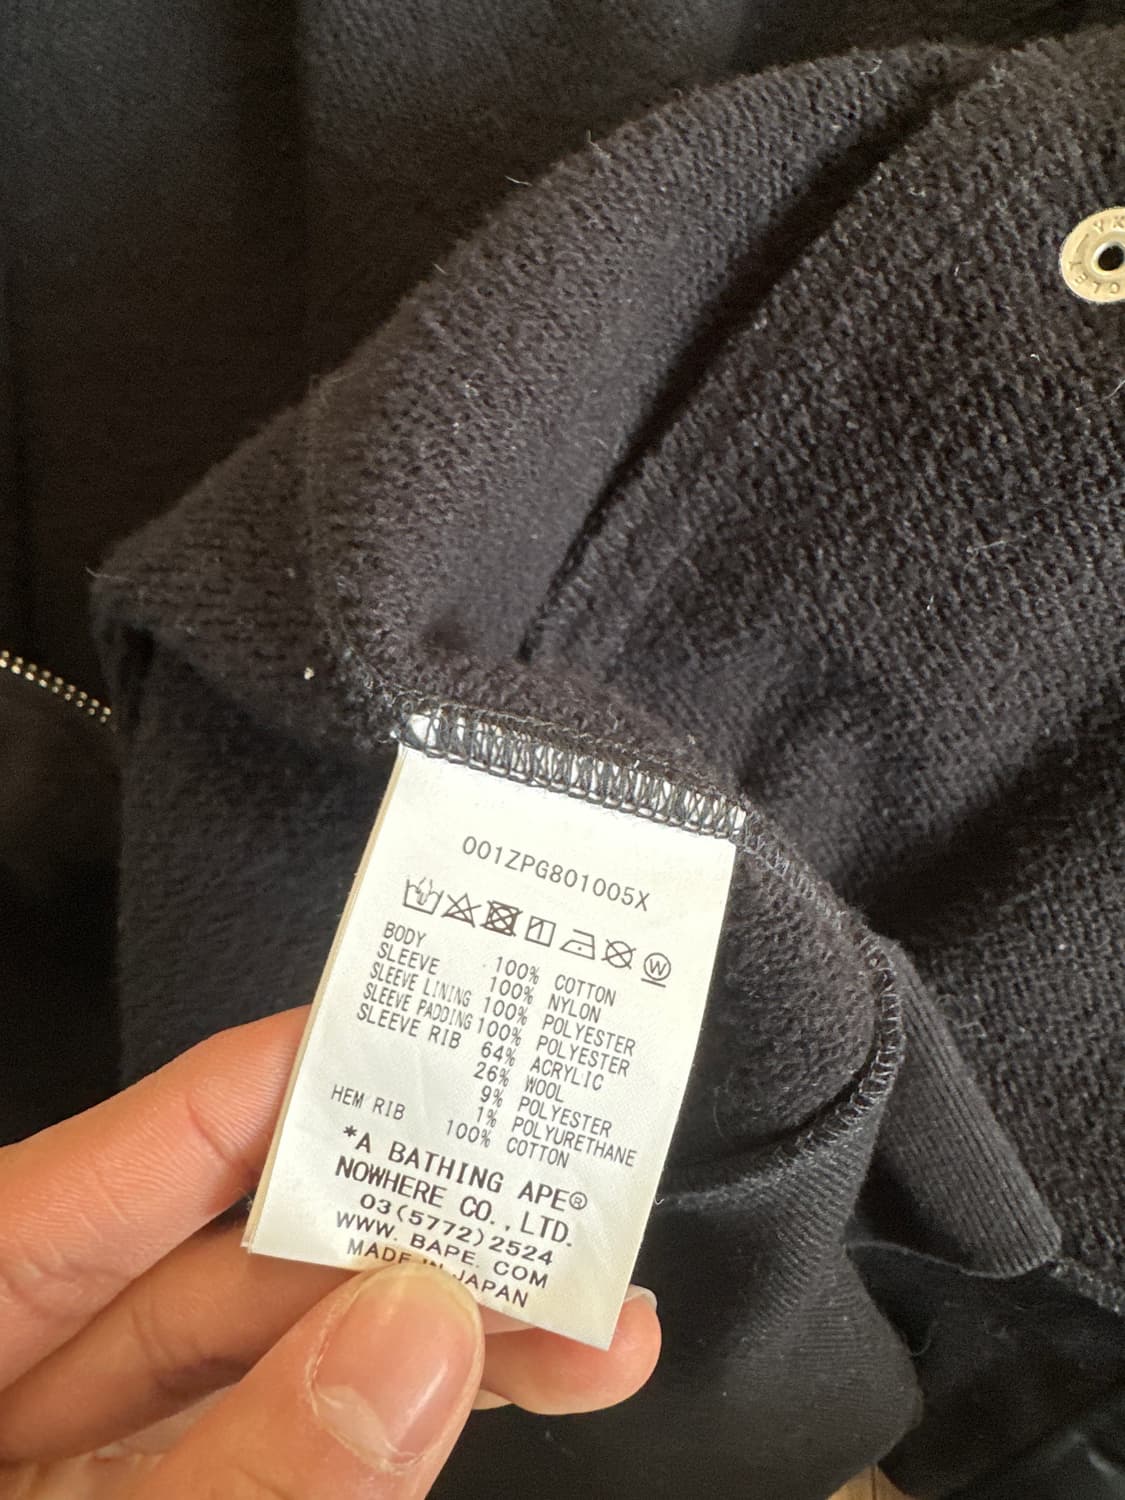 001ZPG801005X
W
BODY 100% COTTON
SLEEVE 100% NYLON
SLEEVE LINING 100% POLYESTER
SLEEVE PADDING 100% POLYESTER
SLEEVE RIB 64% ACRYLIC
26% WOOL
9% POLYESTER
1% POLYURETHANE
HEM RIB 100% COTTON
*A BATHING APE®
NOWHERE CO.,LTD.
03(5772)2524
WWW. BAPE. COM
MADE IN JAPAN